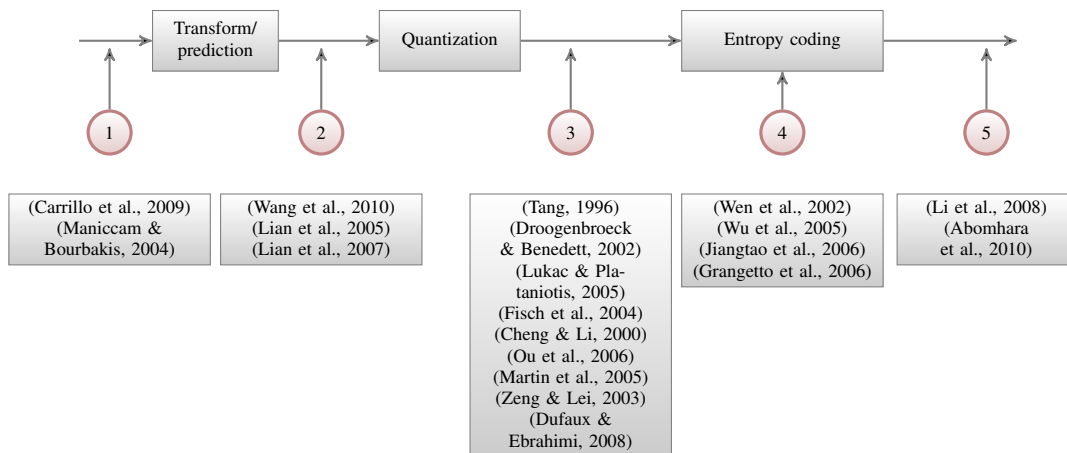 Transform/
prediction
Quantization
Entropy coding
1
2
3
4
5
(Carrillo et al., 2009)
(Maniccam &
Bourbakis, 2004)
(Wang et al., 2010)
(Lian et al., 2005)
(Lian et al., 2007)
(Tang, 1996)
(Droogenbroeck
& Benedett, 2002)
(Lukac & Pla-
taniotis, 2005)
(Fisch et al., 2004)
(Cheng & Li, 2000)
(Ou et al., 2006)
(Martin et al., 2005)
(Zeng & Lei, 2003)
(Dufaux &
Ebrahimi, 2008)
(Wen et al., 2002)
(Wu et al., 2005)
(Jiangtao et al., 2006)
(Grangetto et al., 2006)
(Li et al., 2008)
(Abomhara
et al., 2010)